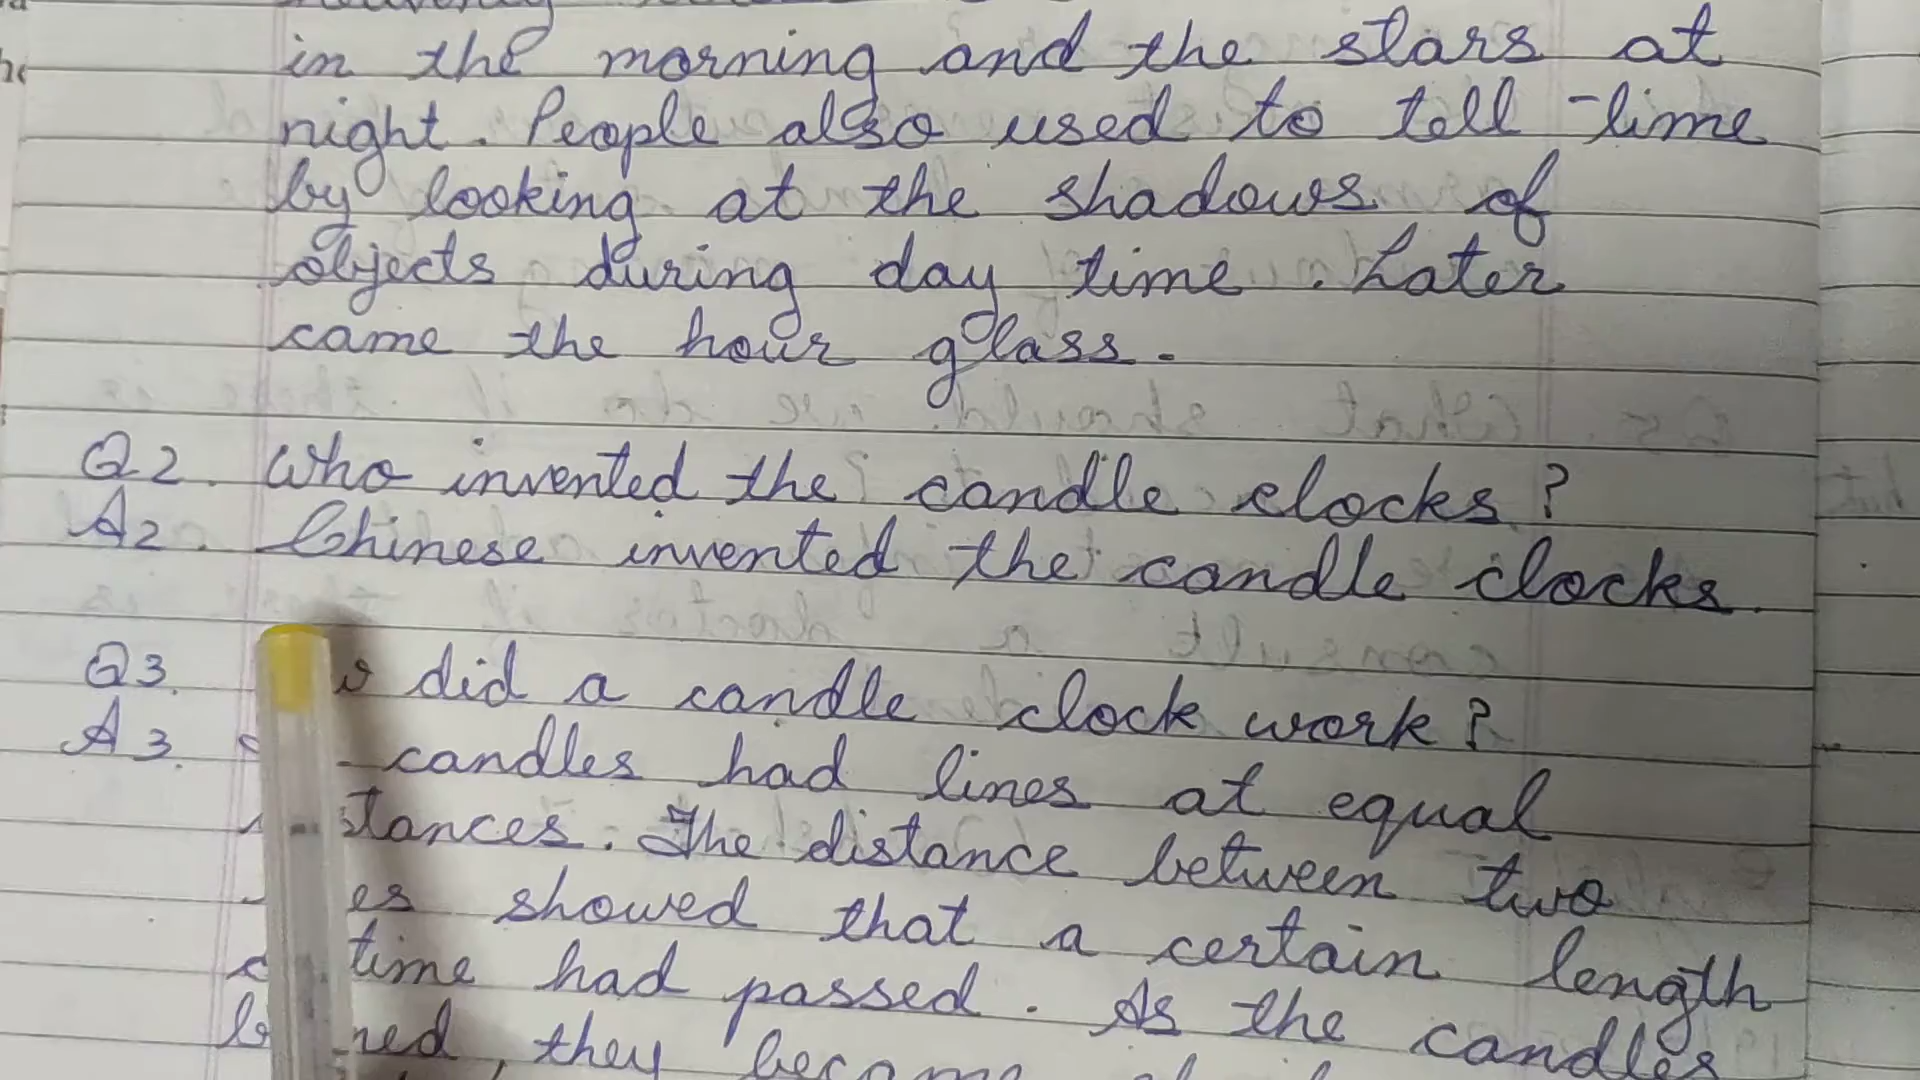 in the morning and the stars at
night. People also used to tell time
by looking at the shadows of
objects during day time. Later
came the hour glass.
Q2. Who invented the candle clocks?
A2. Chinese invented the candle clocks.
Q3. did a candle clock work?
A3. candles had lines at equal
The distance between two
showed that a certain length
time had passed. As the candles
they